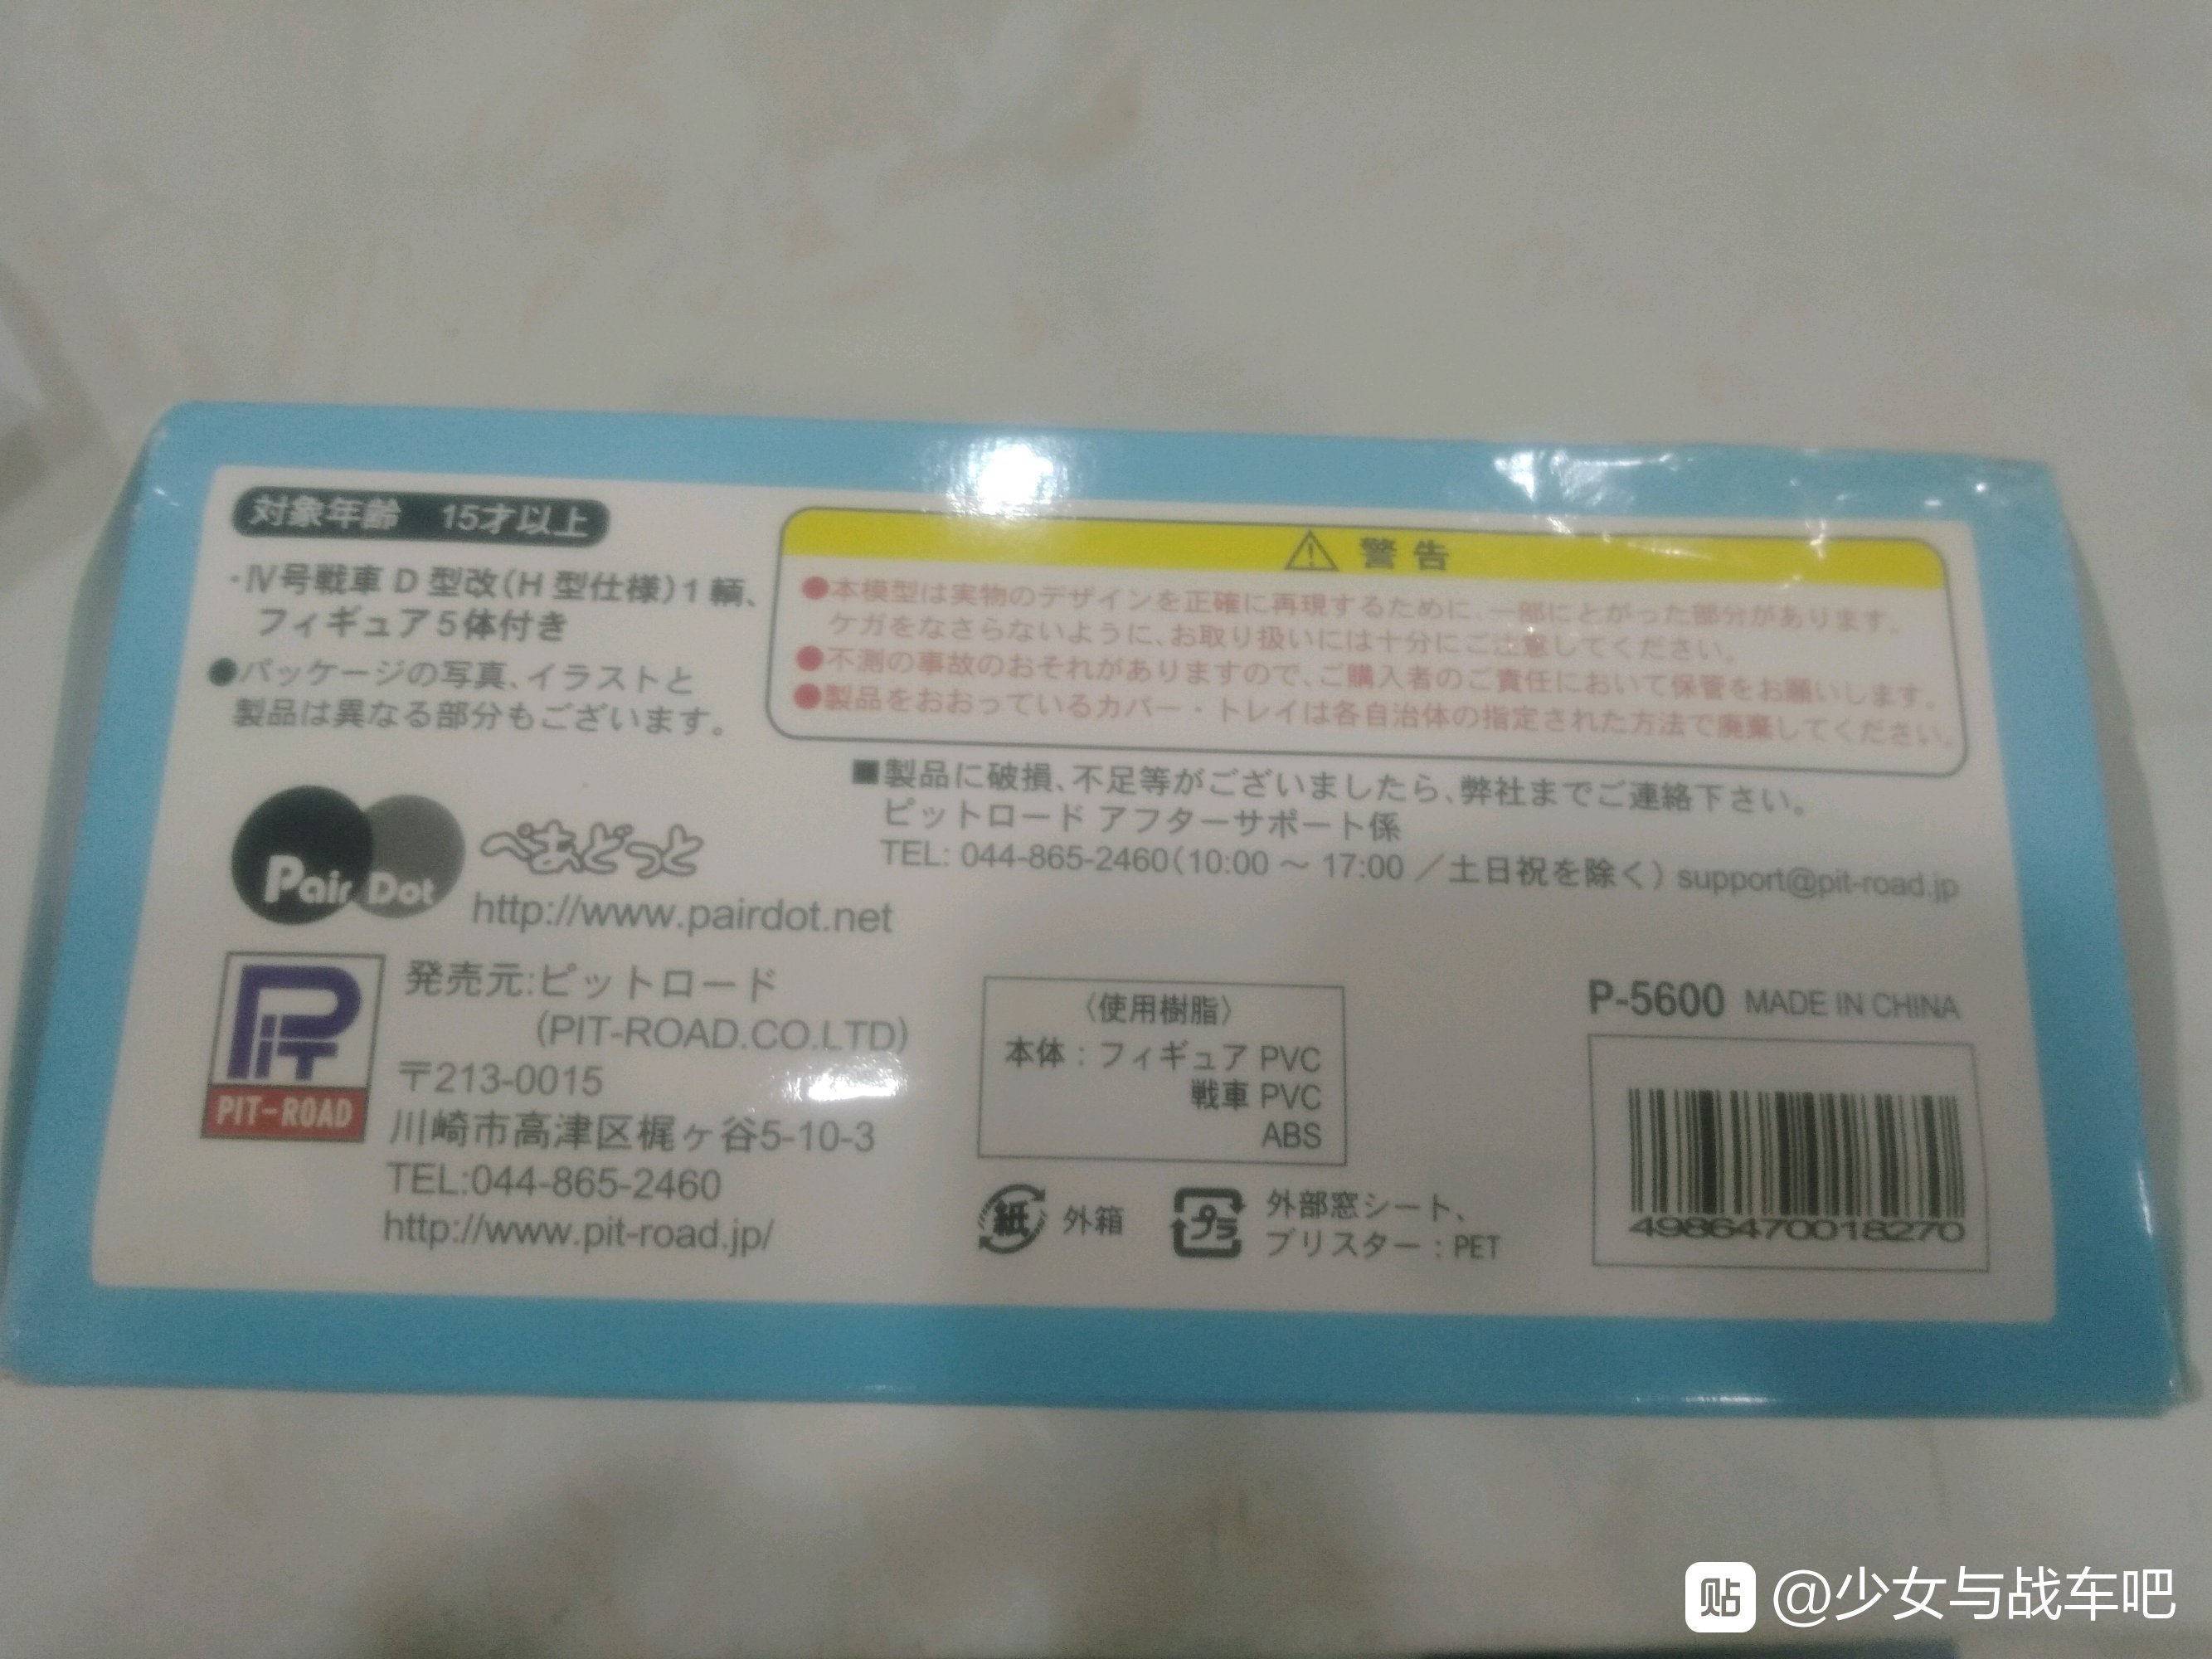 対象年齢 15才以上
・Ⅳ号戦車 D 型改(H 型仕様)1 輌、
フィギュア5体付き
●パッケージの写真、イラストと
製品は異なる部分もございます。
⚠ 警告
●本模型は実物のデザインを正確に再現するために、一部にとがった部分があります。
ケガをなさらないように、お取り扱いには十分にご注意してください。
●不測の事故のおそれがありますので、ご購入者のご責任において保管をお願いします。
●製品をおおっているカバー・トレイは各自治体の指定された方法で廃棄してください。
■製品に破損、不足等がございましたら、弊社までご連絡下さい。
ピットロード アフターサポート係
TEL: 044-865-2460(10:00 ～ 17:00 ／土日祝を除く) support@pit-road.jp
Pair Dot
ぺあどっと
http://www.pairdot.net
PIT
PIT-ROAD
発売元:ピットロード
(PIT-ROAD.CO.LTD)
〒213-0015
川崎市高津区梶ヶ谷5-10-3
TEL:044-865-2460
http://www.pit-road.jp/
〈使用樹脂〉
本体：フィギュア PVC
戦車 PVC
ABS
紙 外箱
プラ 外部窓シート、
ブリスター：PET
P-5600 MADE IN CHINA
4986470018270
贴 @少女与战车吧